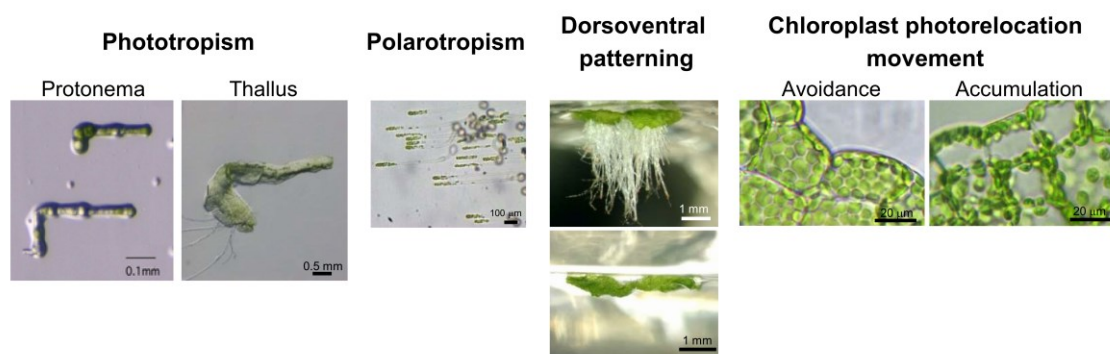 Phototropism
Protonema
Thallus
0.1mm
0.5 mm
Polarotropism
100 µm
Dorsoventral
patterning
1 mm
1 mm
Chloroplast photorelocation
movement
Avoidance
Accumulation
20 µm
20 µm